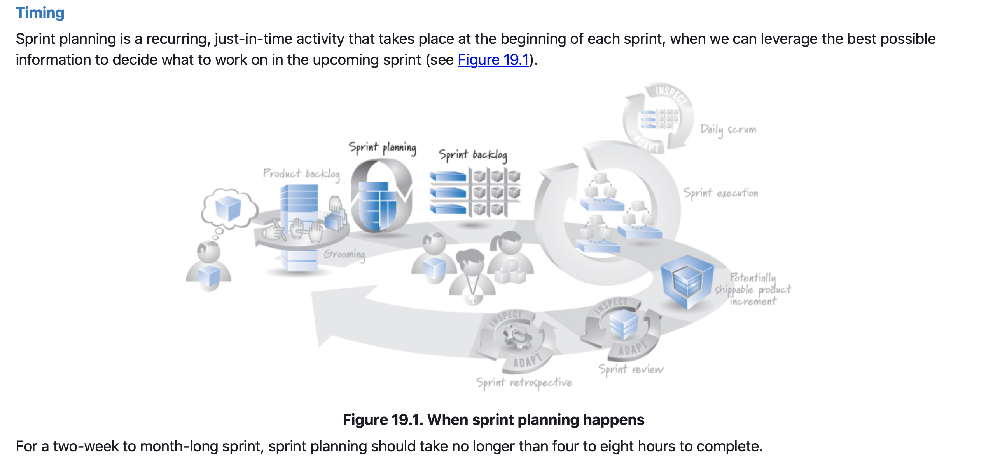 Timing
Sprint planning is a recurring, just-in-time activity that takes place at the beginning of each sprint, when we can leverage the best possible
information to decide what to work on in the upcoming sprint (see Figure 19.1).
INSPECT
ADAPT
Daily scrum
Sprint planning
Sprint backlog
Product backlog
Sprint execution
Grooming
Potentially
shippable product
increment
INSPECT
ADAPT
Sprint review
INSPECT
ADAPT
Sprint retrospective
Figure 19.1. When sprint planning happens
For a two-week to month-long sprint, sprint planning should take no longer than four to eight hours to complete.